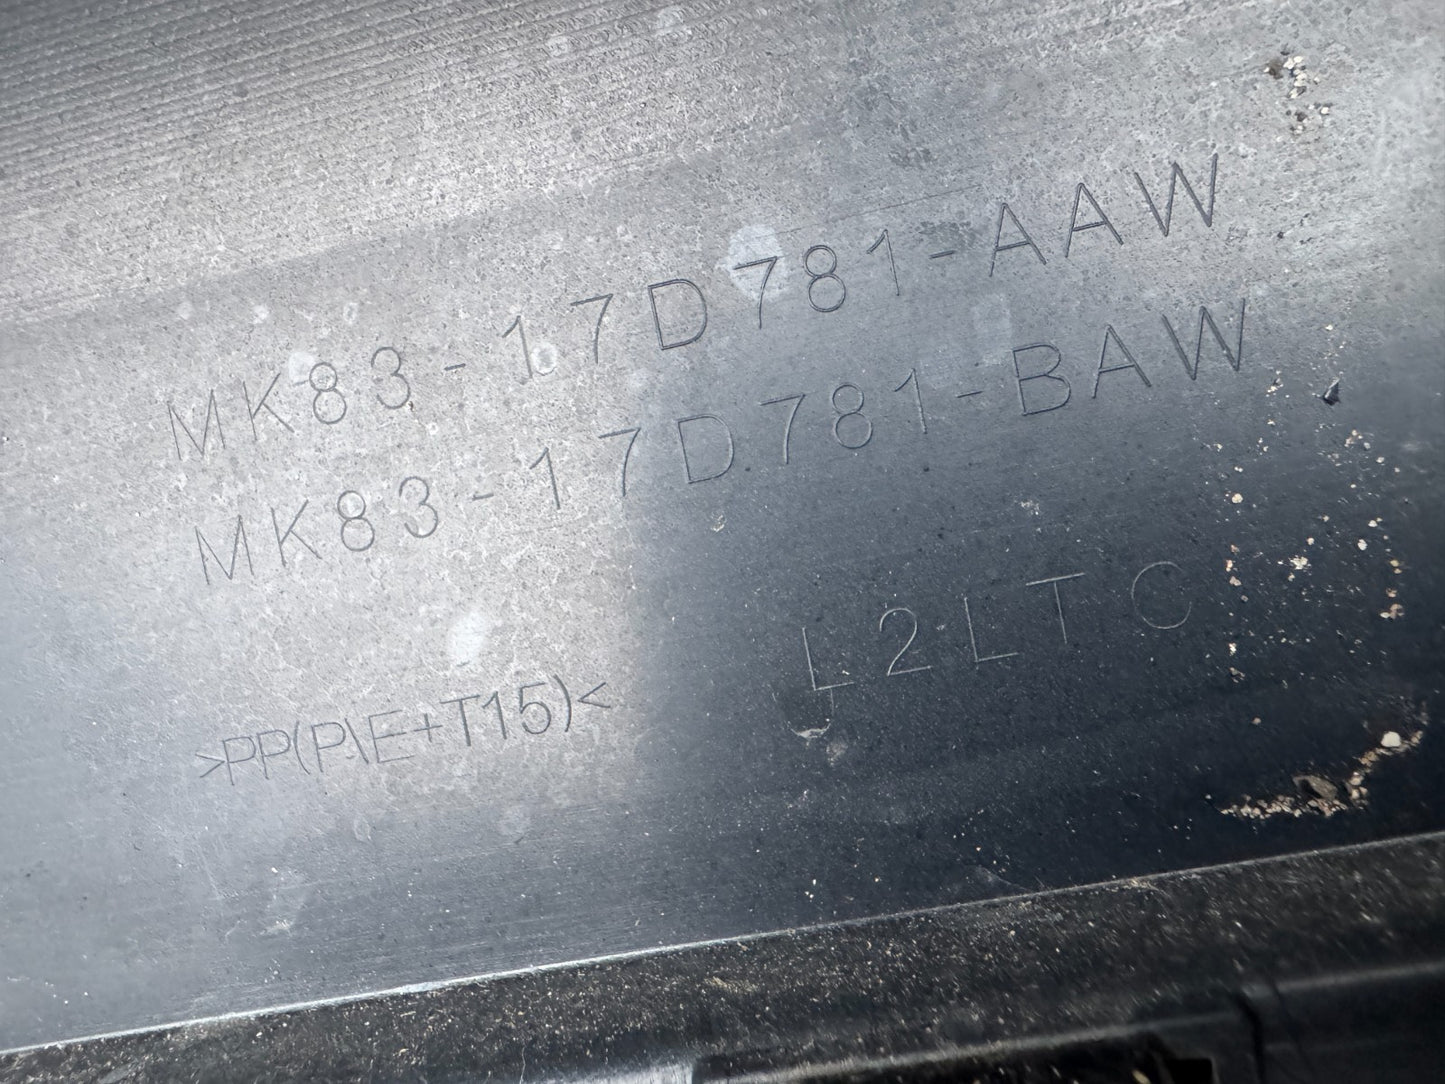 MK83-17D781-AAW
MK83-17D781-BAW
L2LTC
>PP(P\E+T15)<